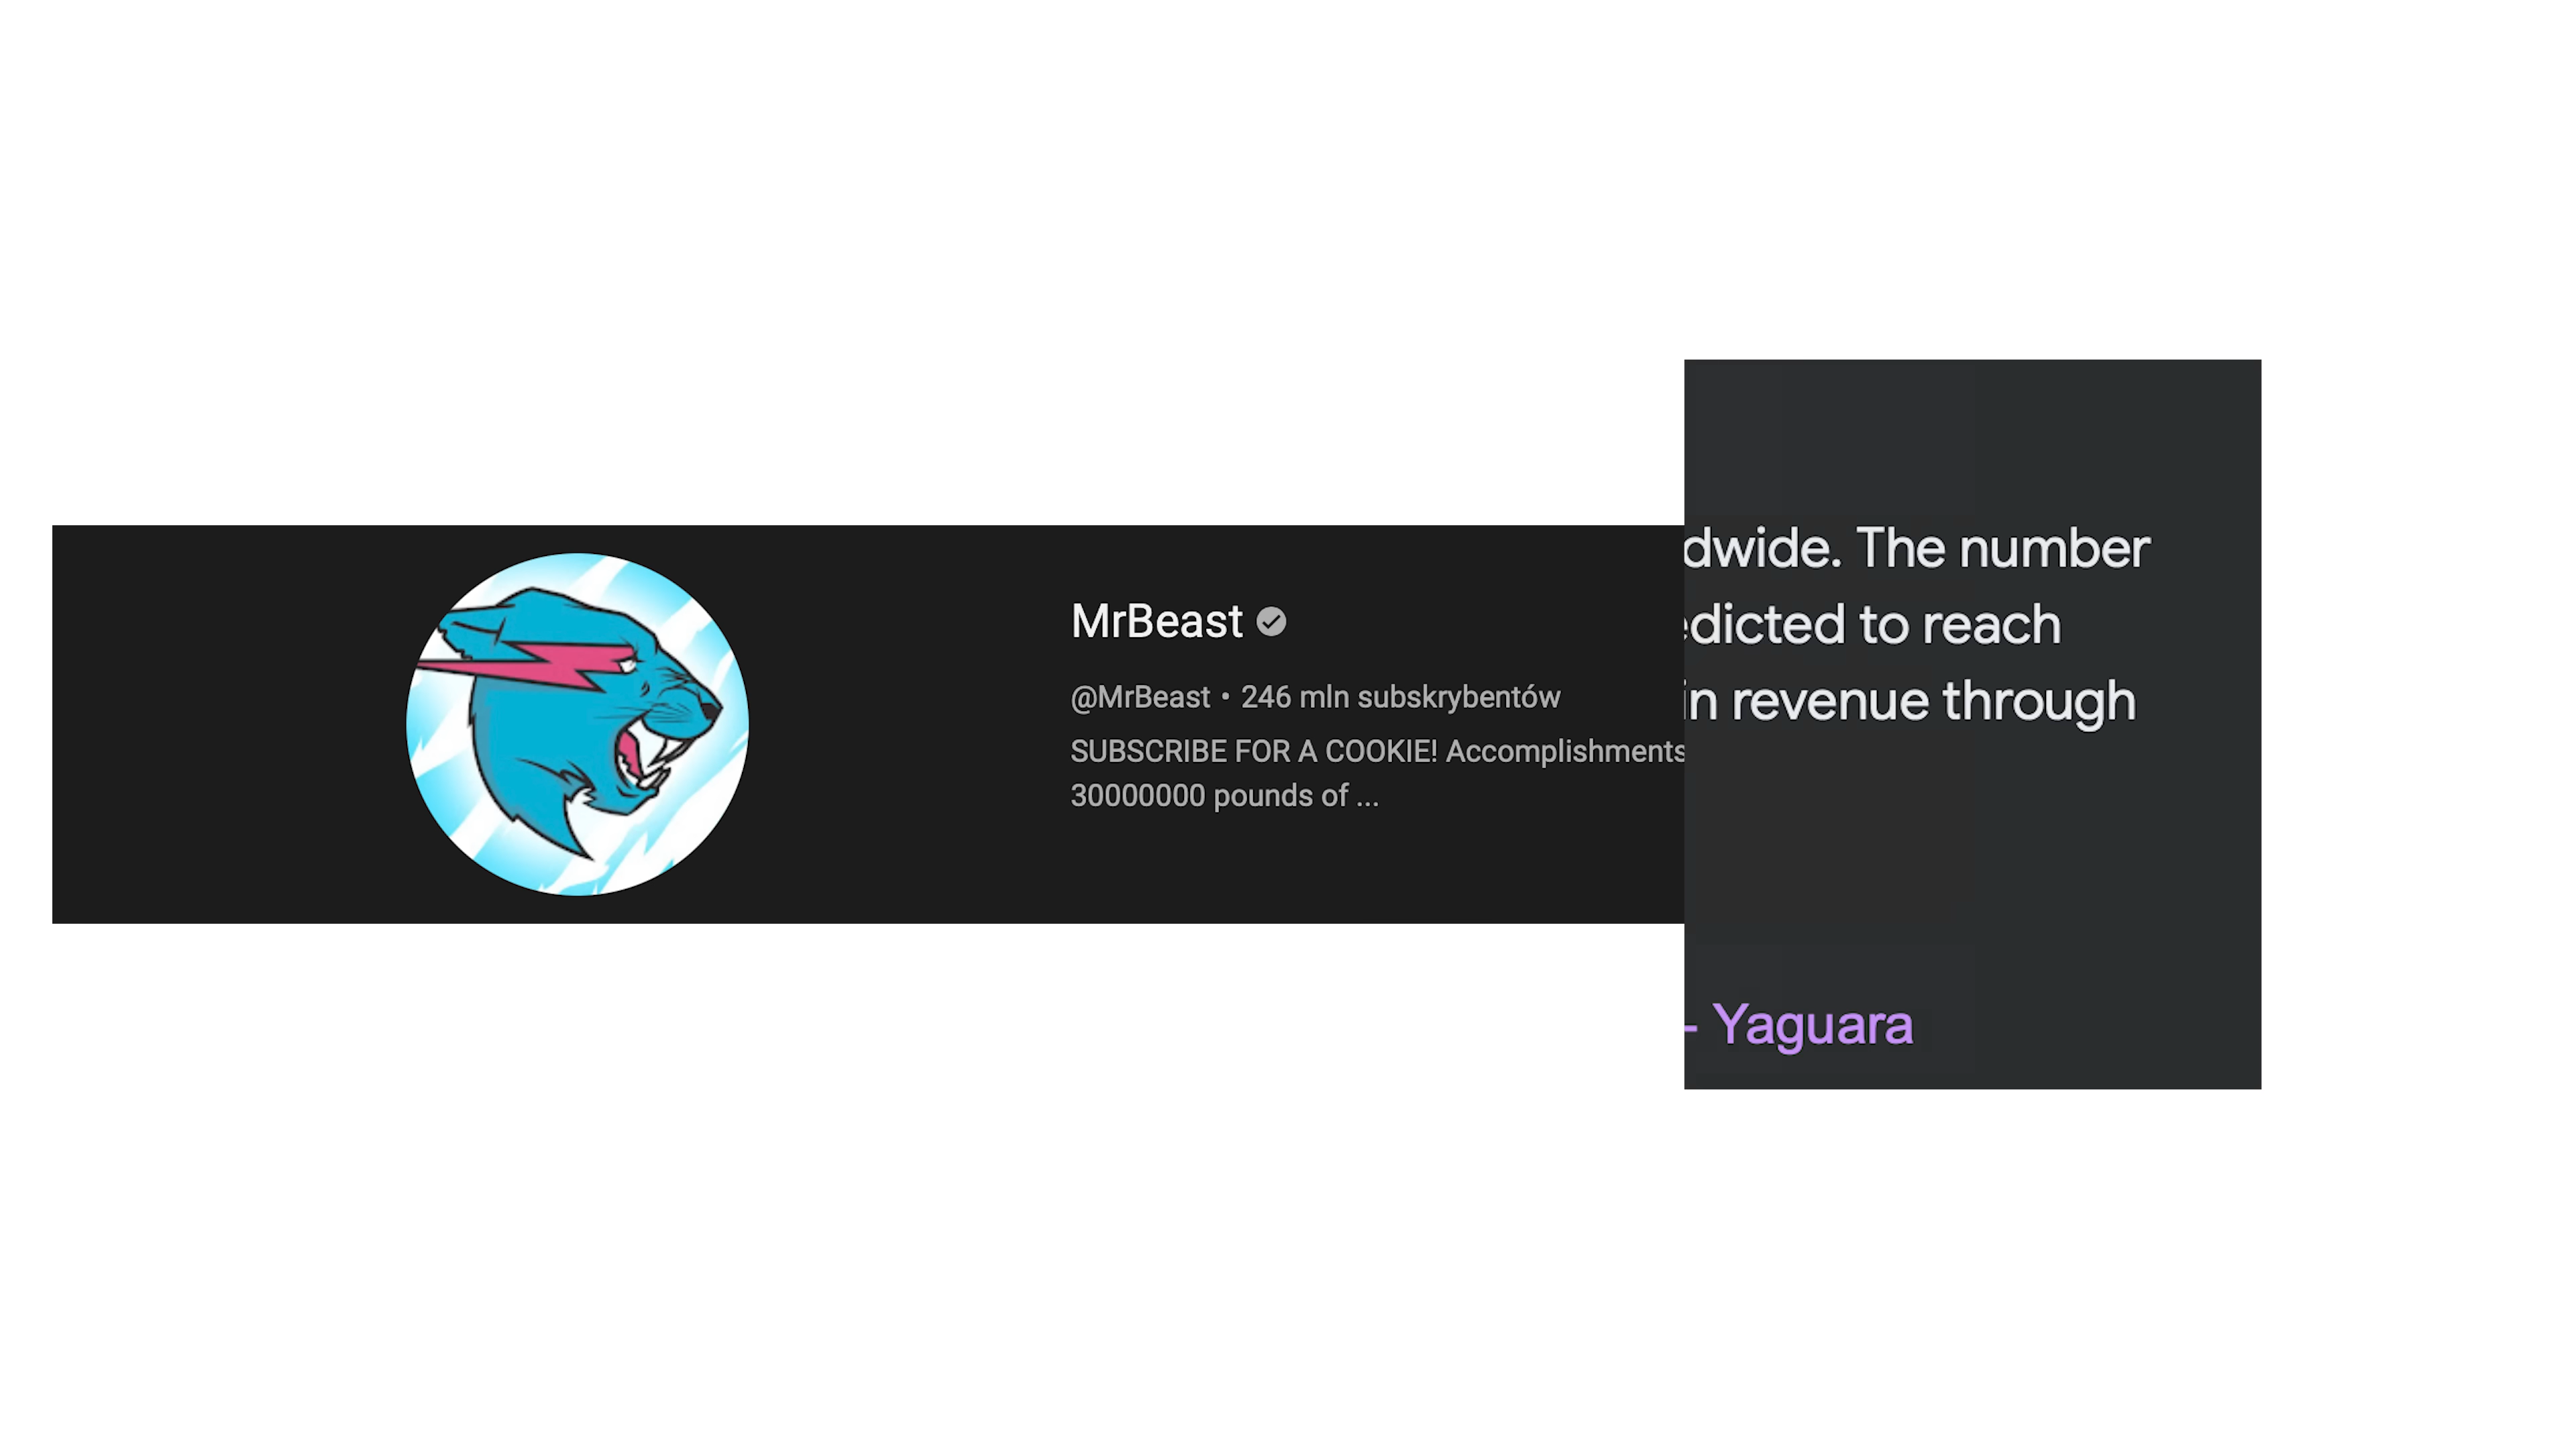 MrBeast
@MrBeast • 246 mln subskrybentów
SUBSCRIBE FOR A COOKIE! Accomplishments
30000000 pounds of ...
dwide. The number
edicted to reach
in revenue through
- Yaguara